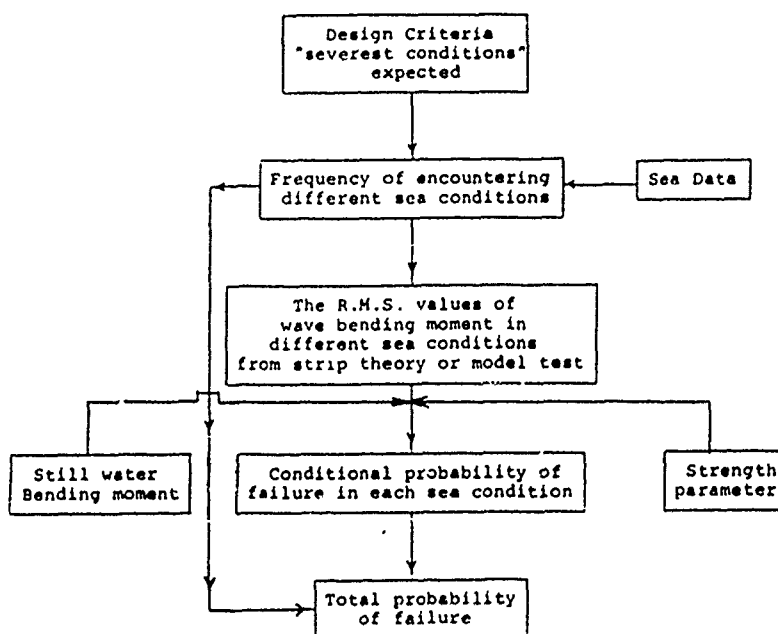 Design Criteria
"severest conditions"
expected
Frequency of encountering
different sea conditions
Sea Data
The R.M.S. values of
wave bending moment in
different sea conditions
from strip theory or model test
Still water
Bending moment
Conditional probability of
failure in each sea condition
Strength
parameter
Total probability
of failure